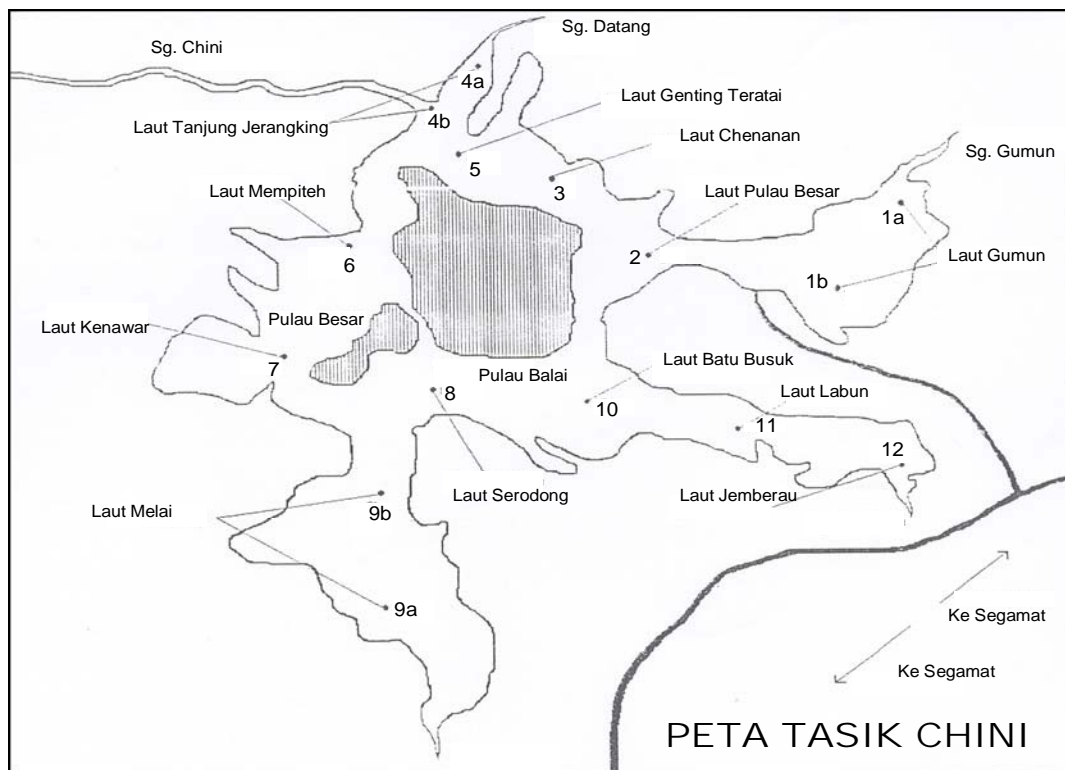 Sg. Datang
Sg. Chini
4a
Laut Genting Teratai
4b
Laut Tanjung Jerangking
Laut Chenanan
5
Sg. Gumun
3
Laut Mempiteh
Laut Pulau Besar
1a
2
Laut Gumun
6
1b
Pulau Besar
Laut Kenawar
Laut Batu Busuk
7
Pulau Balai
Laut Labun
8
10
11
12
Laut Serodong
Laut Jemberau
Laut Melai
9b
9a
Ke Segamat
Ke Segamat
PETA TASIK CHINI